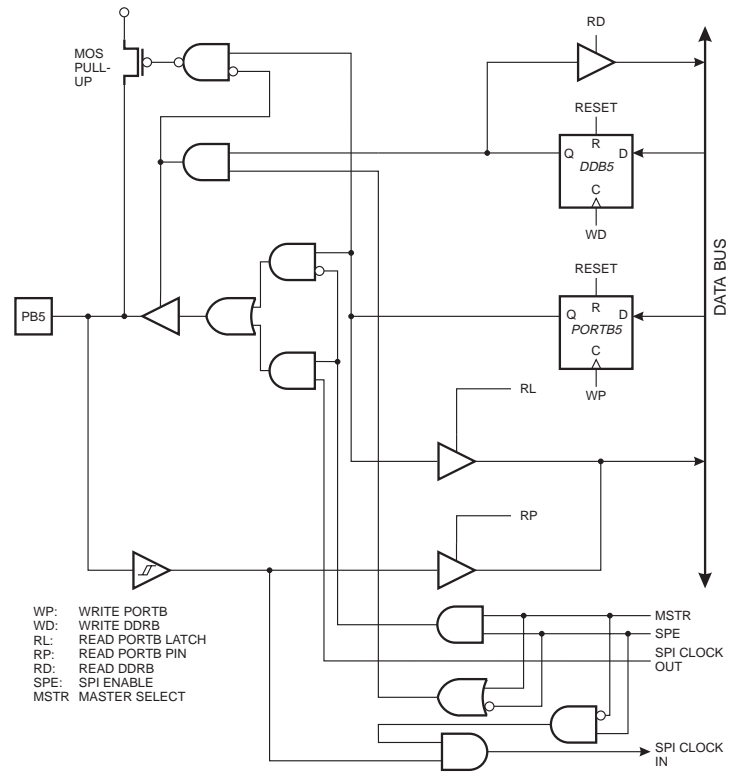 RD
MOS
PULL-
UP
RESET
R
Q
D
DDB5
C
WD
DATA BUS
RESET
R
Q
D
PORTB5
C
WP
PB5
RL
RP
WP: WRITE PORTB
WD: WRITE DDRB
RL: READ PORTB LATCH
RP: READ PORTB PIN
RD: READ DDRB
SPE: SPI ENABLE
MSTR MASTER SELECT
MSTR
SPE
SPI CLOCK
OUT
SPI CLOCK
IN